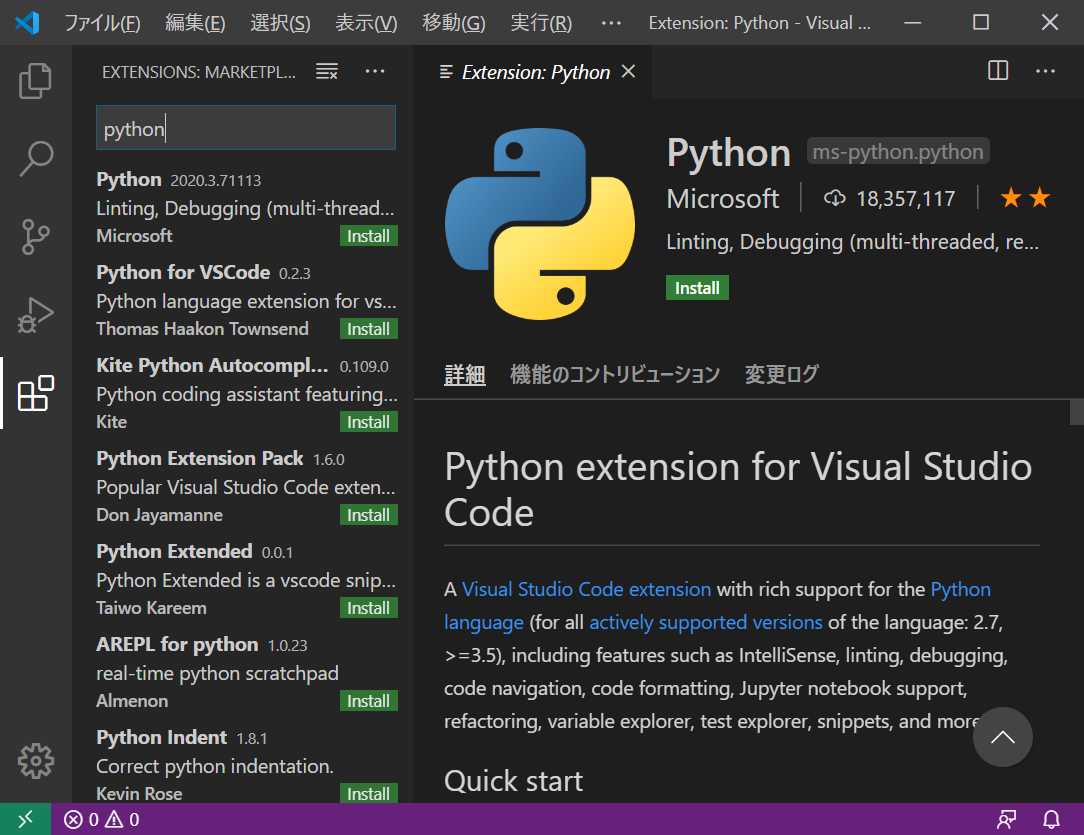 ファイル(F) 編集(E) 選択(S) 表示(V) 移動(G) 実行(R) ··· Extension: Python - Visual ...
EXTENSIONS: MARKETPL...
python
Python 2020.3.71113
Linting, Debugging (multi-thread...
Microsoft Install
Python for VSCode 0.2.3
Python language extension for vs...
Thomas Haakon Townsend Install
Kite Python Autocompl... 0.109.0
Python coding assistant featuring...
Kite Install
Python Extension Pack 1.6.0
Popular Visual Studio Code exten...
Don Jayamanne Install
Python Extended 0.0.1
Python Extended is a vscode snip...
Taiwo Kareem Install
AREPL for python 1.0.23
real-time python scratchpad
Almenon Install
Python Indent 1.8.1
Correct python indentation.
Kevin Rose Install
Extension: Python
Python ms-python.python
Microsoft 18,357,117
Linting, Debugging (multi-threaded, re...
Install
詳細 機能のコントリビューション 変更ログ
Python extension for Visual Studio
Code
A Visual Studio Code extension with rich support for the Python
language (for all actively supported versions of the language: 2.7,
>=3.5), including features such as IntelliSense, linting, debugging,
code navigation, code formatting, Jupyter notebook support,
refactoring, variable explorer, test explorer, snippets, and more
Quick start
0 0